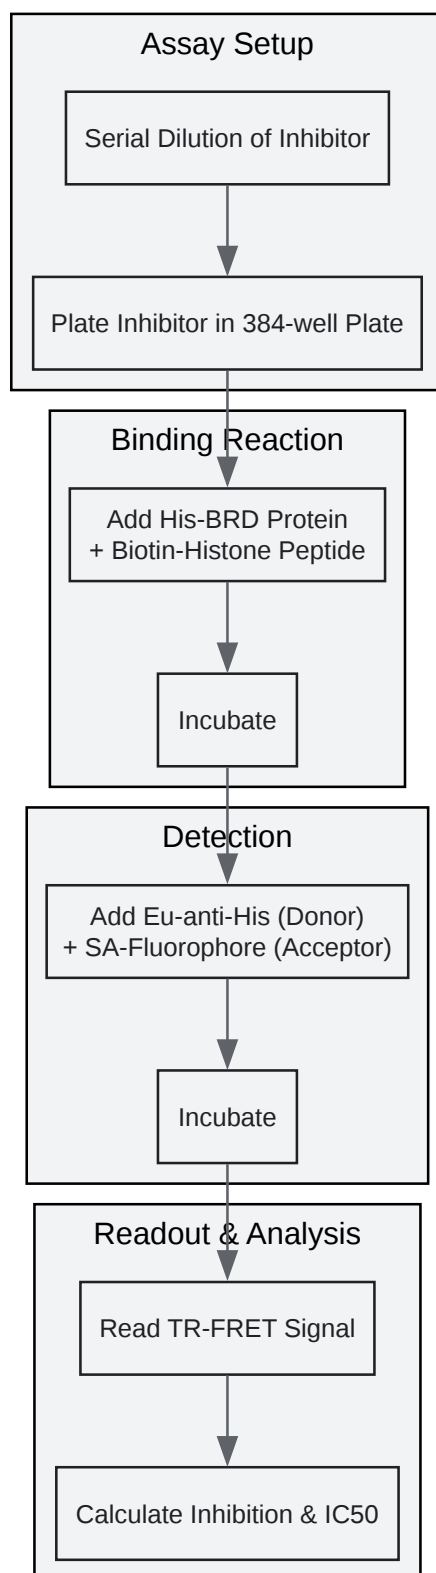 Assay Setup
Serial Dilution of Inhibitor
Plate Inhibitor in 384-well Plate
Binding Reaction
Add His-BRD Protein
+ Biotin-Histone Peptide
Incubate
Detection
Add Eu-anti-His (Donor)
+ SA-Fluorophore (Acceptor)
Incubate
Readout & Analysis
Read TR-FRET Signal
Calculate Inhibition & IC50